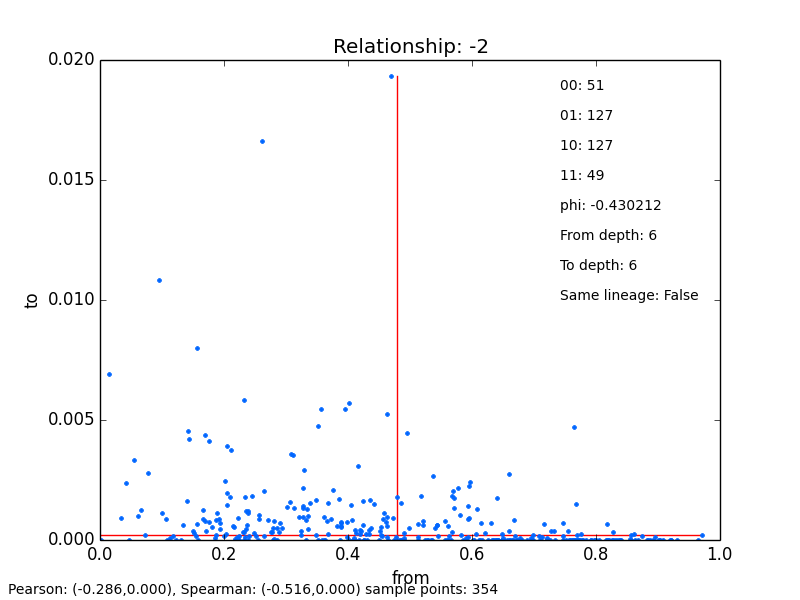 Relationship: -2
0.020
0.015
0.010
0.005
0.000
to
00: 51
01: 127
10: 127
11: 49
phi: -0.430212
From depth: 6
To depth: 6
Same lineage: False
0.0 0.2 0.4 0.6 0.8 1.0
from
Pearson: (-0.286,0.000), Spearman: (-0.516,0.000) sample points: 354